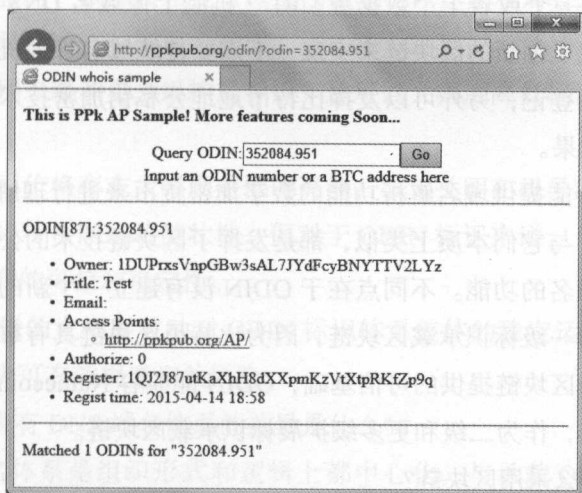 http://ppkpub.org/odin/?odin=352084.951
ODIN whois sample
This is PPk AP Sample! More features coming Soon...
Query ODIN: 352084.951 Go
Input an ODIN number or a BTC address here
ODIN[87]:352084.951
• Owner:
• Title: Test
• Email:
• Access Points:
http://ppkpub.org/AP/
• Authorize: 0
• Register:
• Regist time: 2015-04-14 18:58
Matched 1 ODINs for "352084.951"